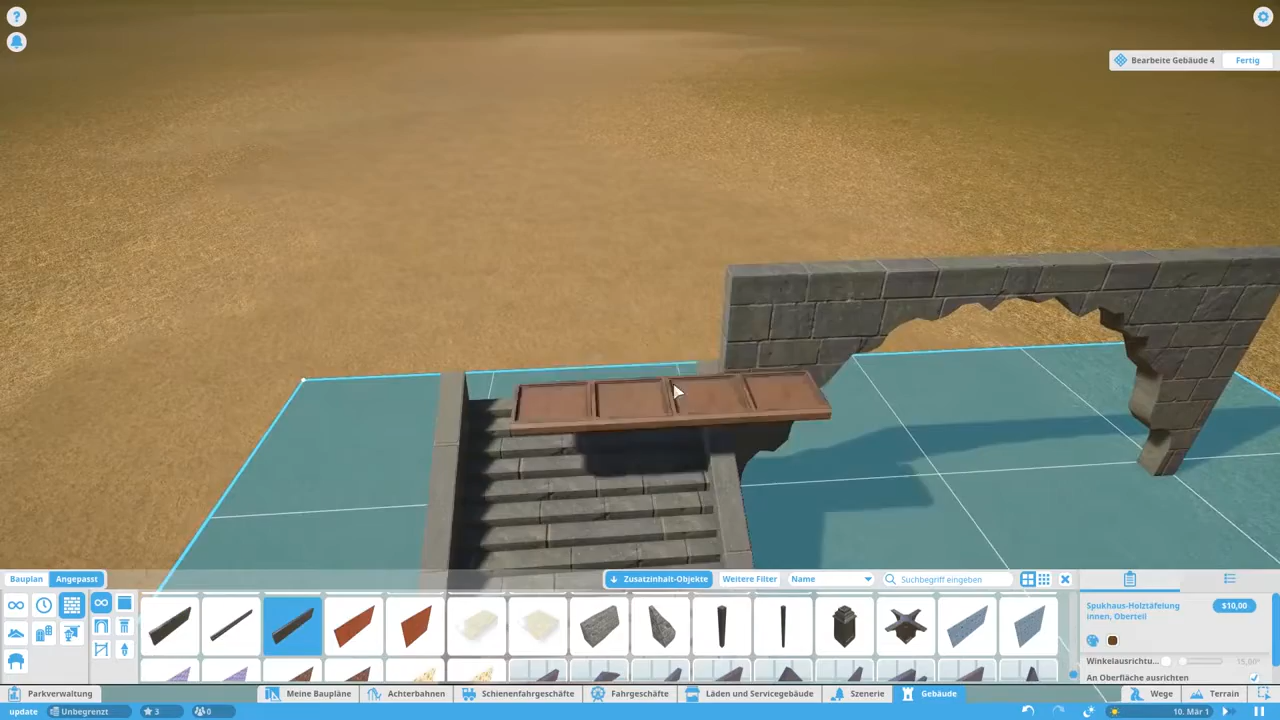 ?
Bearbeite Gebäude 4 Fertig
Bauplan Angepasst Zusatzinhalt-Objekte Weitere Filter Name Suchbegriff eingeben
Spukhaus-Holztäfelung innen, Oberteil $10,00
Winkelausrichtu... 15,00°
An Oberfläche ausrichten
Parkverwaltung Meine Baupläne Achterbahnen Schienenfahrgeschäfte Fahrgeschäfte Läden und Servicegebäude Szenerie Gebäude Wege Terrain
update Unbegrenzt 3 0 10. Mär 1